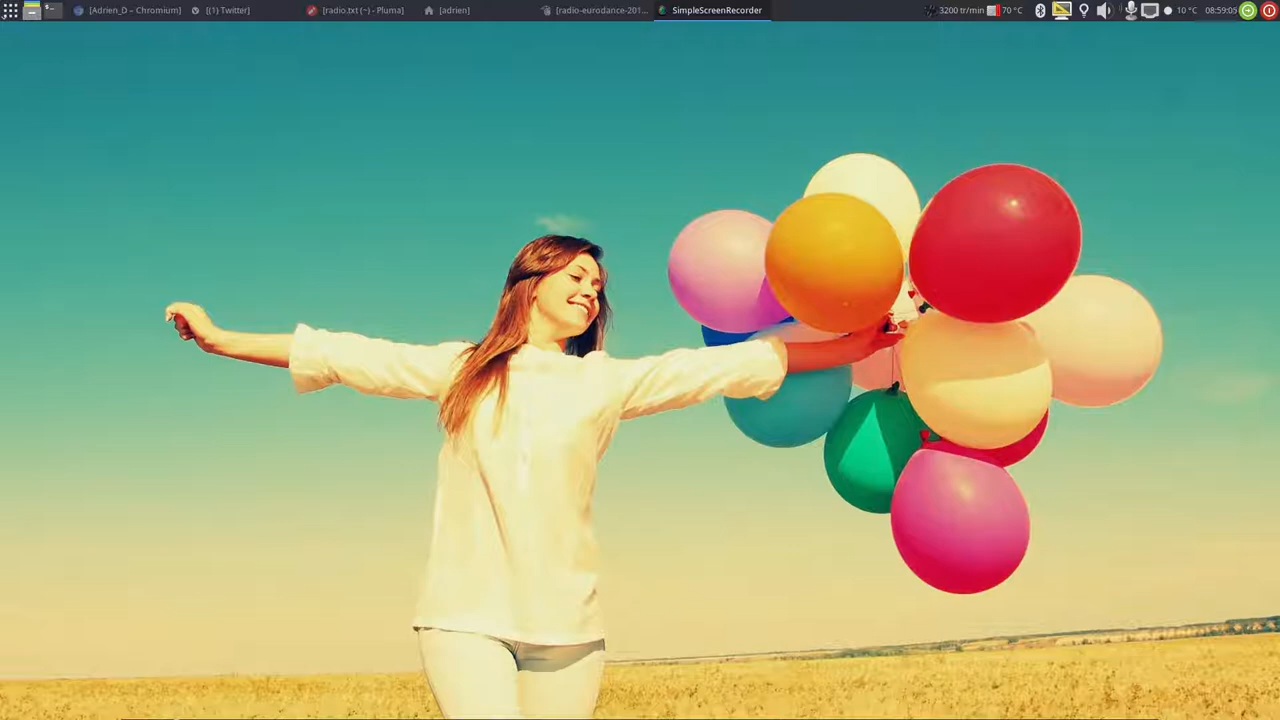 [Adrien_D – Chromium] [(1) Twitter] [radio.txt (~) - Pluma] [adrien] [radio-eurodance-201... SimpleScreenRecorder 3200 tr/min 70 °C 10 °C 08:59:05